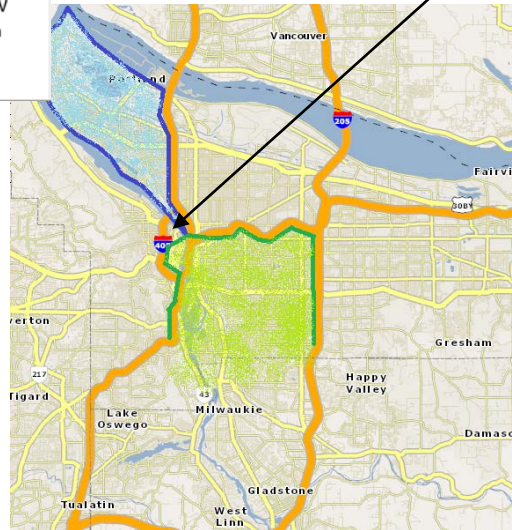 Vancouver
Portland
205
Fairvi
30BY
405
verton
Gresham
217
Happy
Valley
Tigard
43
Lake
Oswego
Milwaukie
Damasc
Gladstone
Tualatin
West
Linn